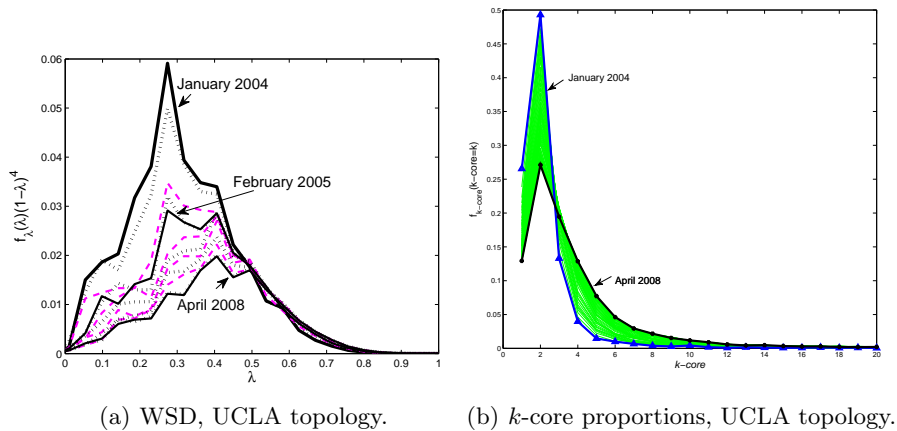 0.06
0.05
0.04
0.03
0.02
0.01
0
f_λ(λ)(1−λ)^4
January 2004
February 2005
April 2008
0 0.1 0.2 0.3 0.4 0.5 0.6 0.7 0.8 0.9 1
λ
(a) WSD, UCLA topology.
0.5
0.45
0.4
0.35
0.3
0.25
0.2
0.15
0.1
0.05
0
f_{k−core}(k−core=k)
January 2004
April 2008
0 2 4 6 8 10 12 14 16 18 20
k−core
(b) k-core proportions, UCLA topology.